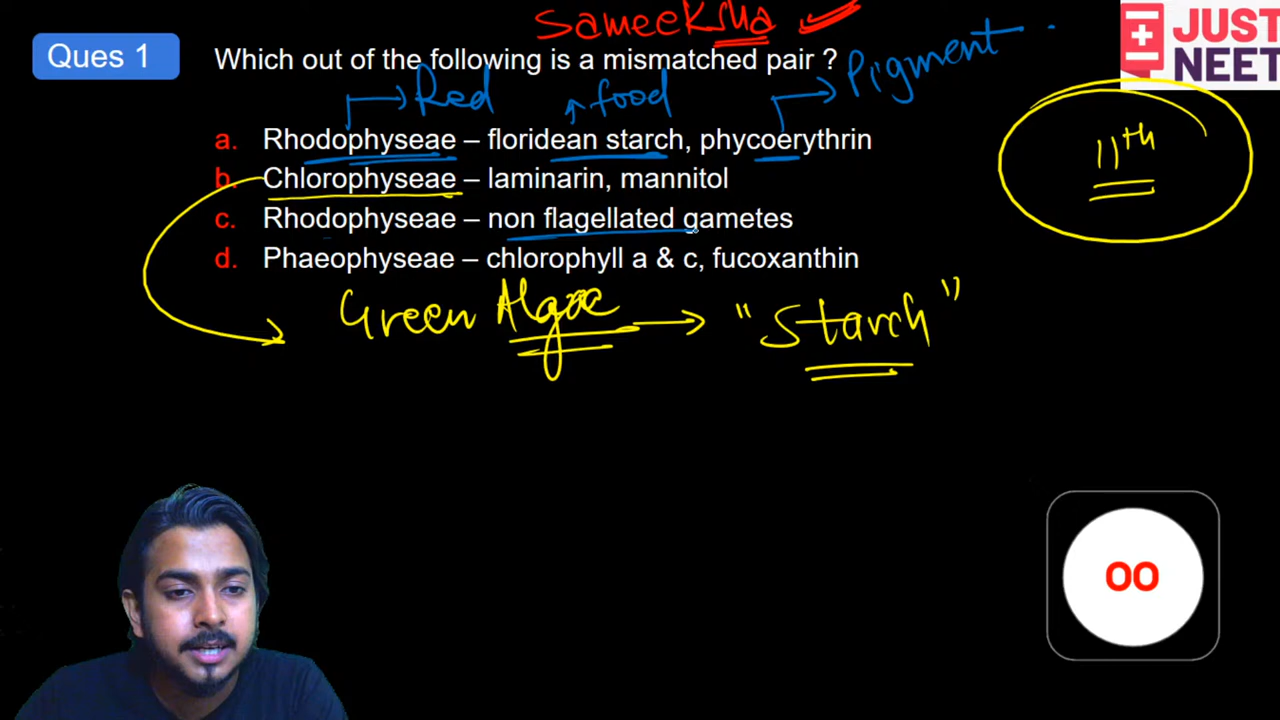 Sameeksha
JUST
NEET
Ques 1
Which out of the following is a mismatched pair ?
Pigment
Red
food
11th
a. Rhodophyseae – floridean starch, phycoerythrin
b. Chlorophyseae – laminarin, mannitol
c. Rhodophyseae – non flagellated gametes
d. Phaeophyseae – chlorophyll a & c, fucoxanthin
Green Algae → "Starch"
00